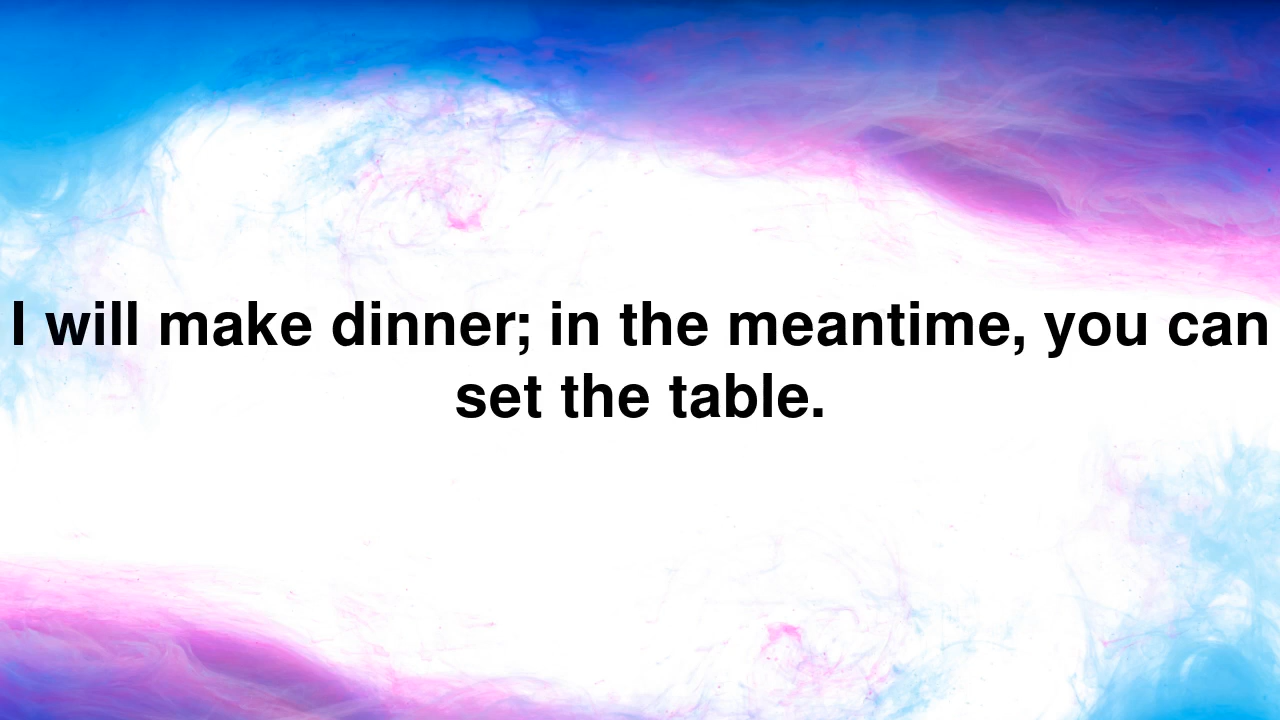 I will make dinner; in the meantime, you can
set the table.